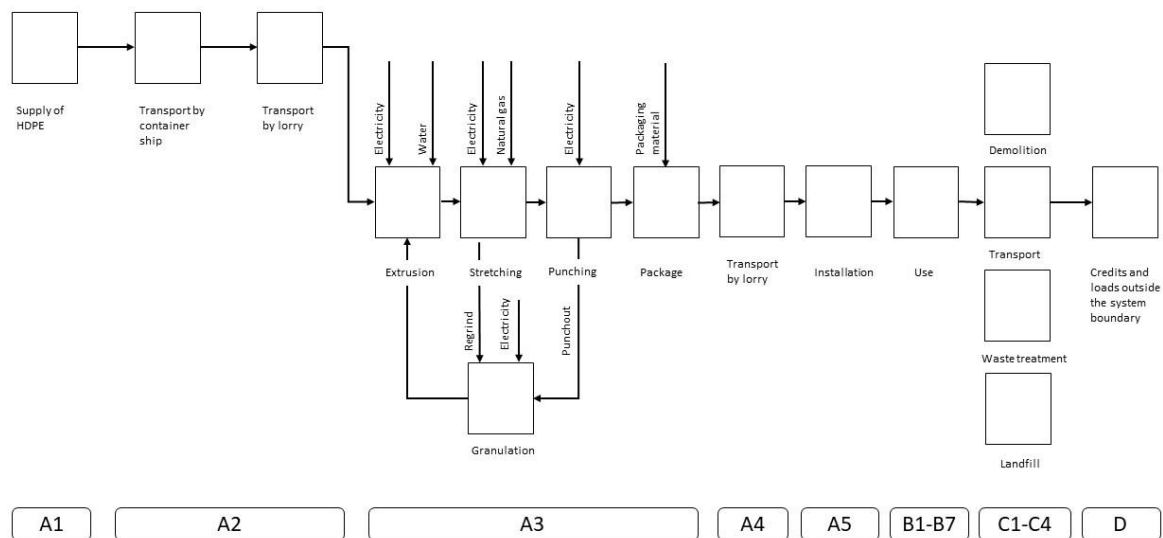 Supply of
HDPE
Transport by
container
ship
Transport
by lorry
Electricity
Water
Electricity
Natural gas
Electricity
Packaging
material
Extrusion
Stretching
Punching
Package
Transport
by lorry
Installation
Use
Demolition
Transport
Waste treatment
Landfill
Credits and
loads outside
the system
boundary
Regrind
Electricity
Punchout
Granulation
A1
A2
A3
A4
A5
B1-B7
C1-C4
D